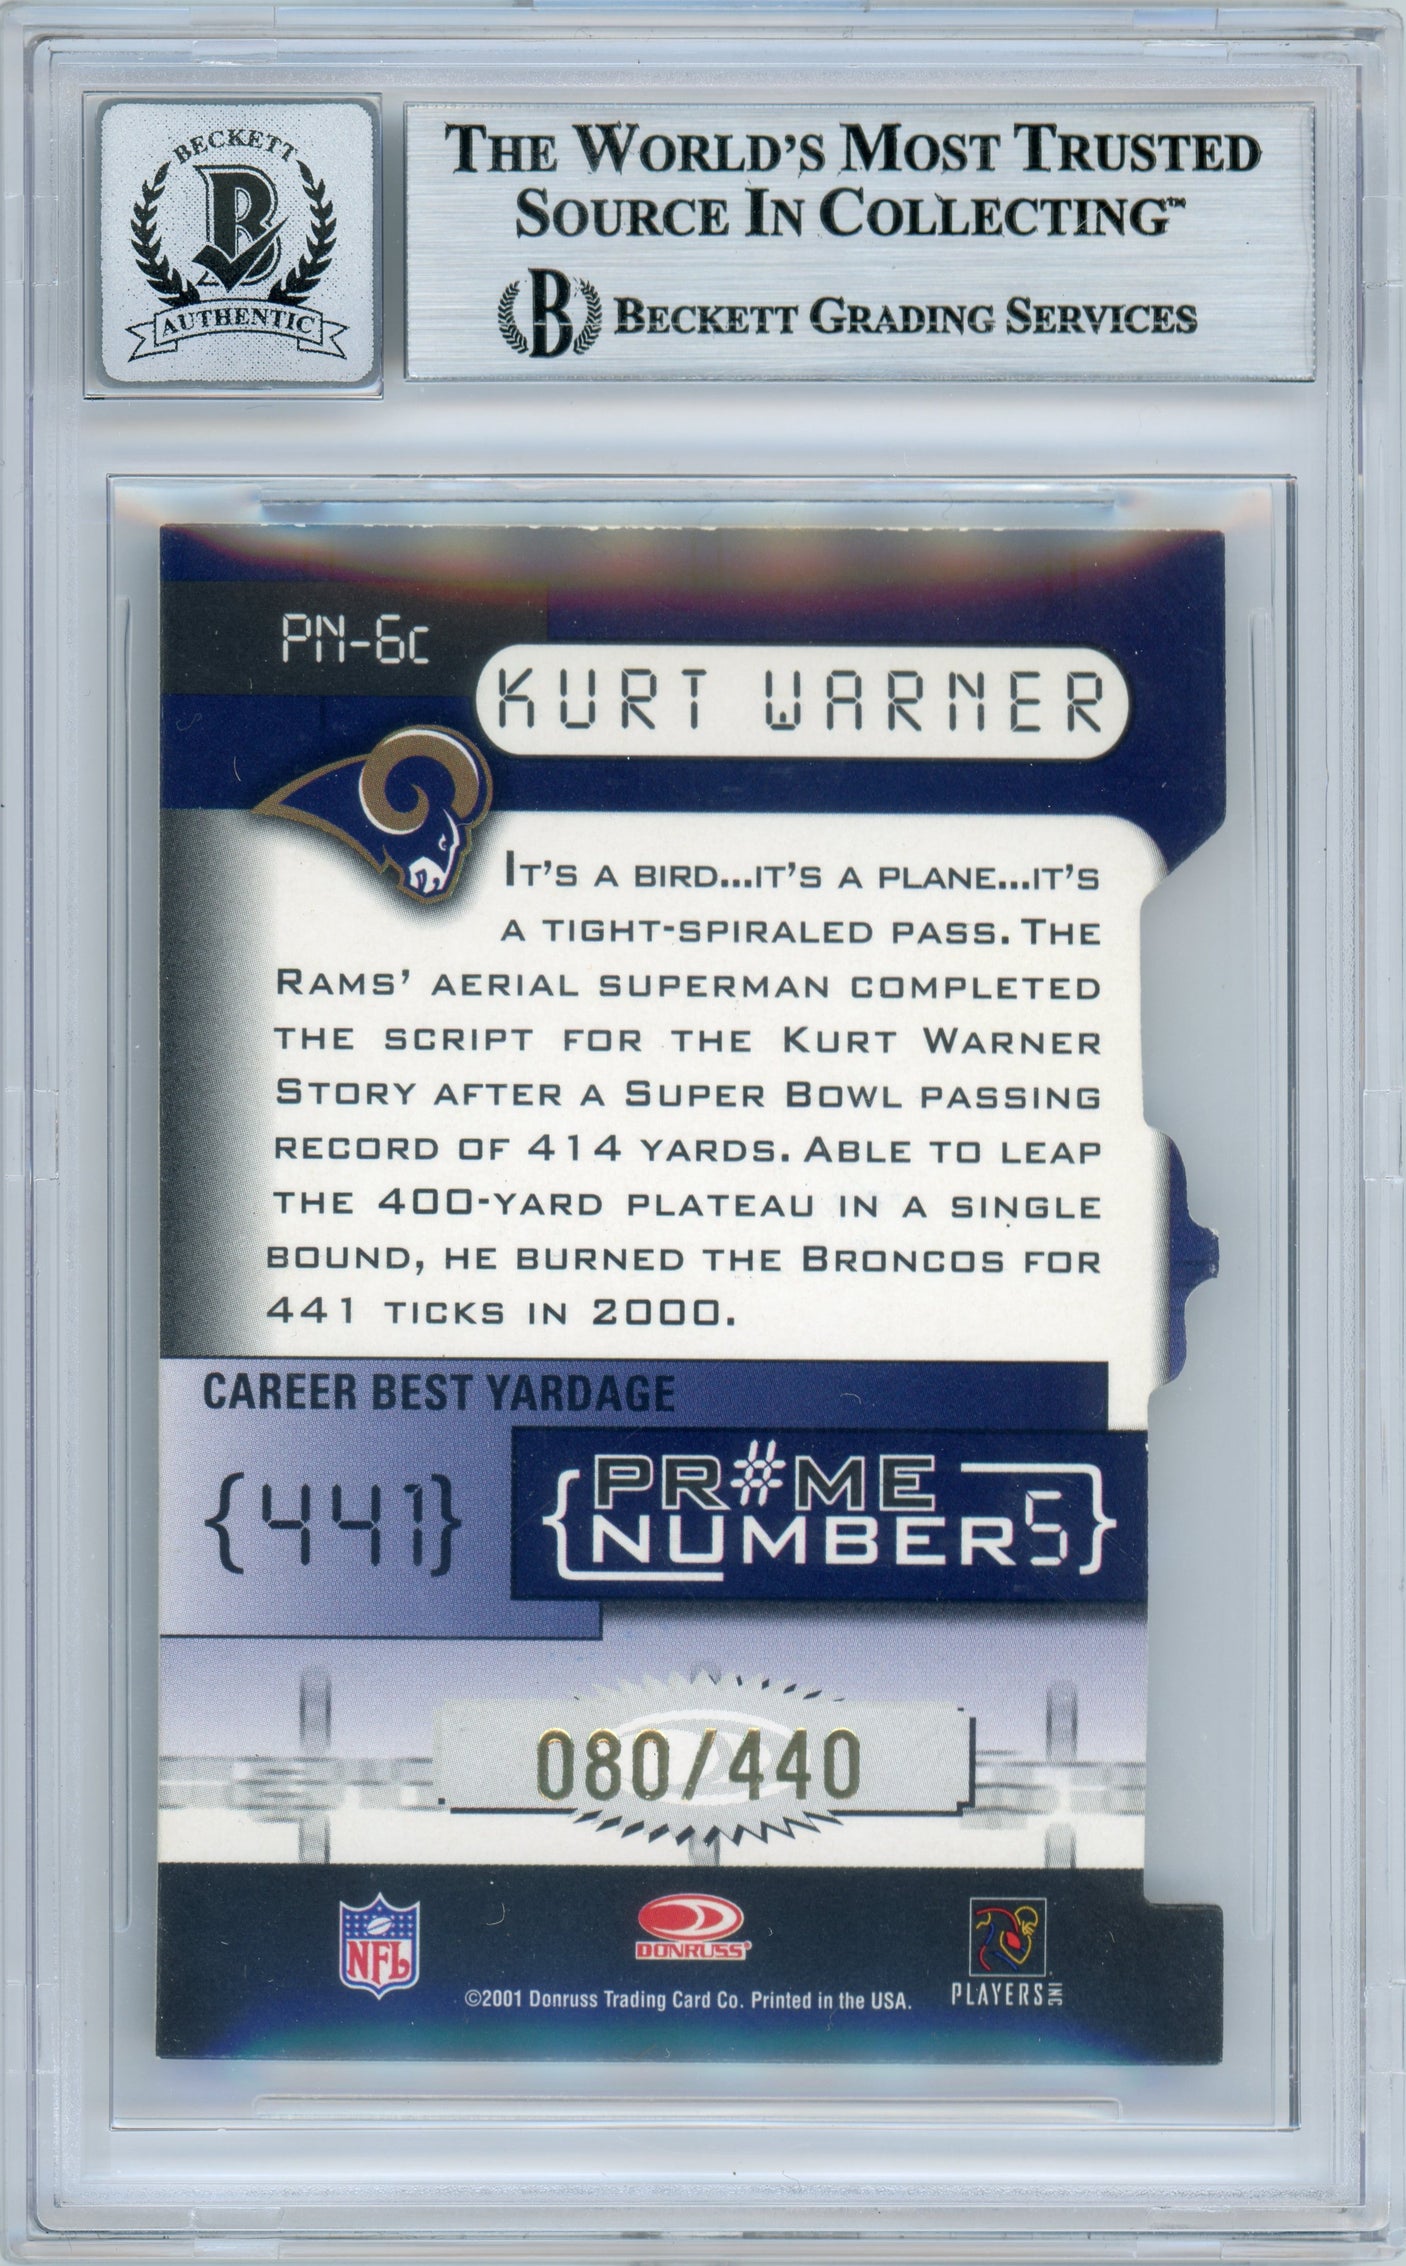 BECKETT
B
AUTHENTIC
THE WORLD'S MOST TRUSTED
SOURCE IN COLLECTING™
B BECKETT GRADING SERVICES
PN-6c
KURT WARNER
IT'S A BIRD...IT'S A PLANE...IT'S
A TIGHT-SPIRALED PASS. THE
RAMS' AERIAL SUPERMAN COMPLETED
THE SCRIPT FOR THE KURT WARNER
STORY AFTER A SUPER BOWL PASSING
RECORD OF 414 YARDS. ABLE TO LEAP
THE 400-YARD PLATEAU IN A SINGLE
BOUND, HE BURNED THE BRONCOS FOR
441 TICKS IN 2000.
CAREER BEST YARDAGE
{441}
{PR#ME
NUMBER5}
080/440
NFL
DONRUSS®
PLAYERS INC
©2001 Donruss Trading Card Co. Printed in the USA.